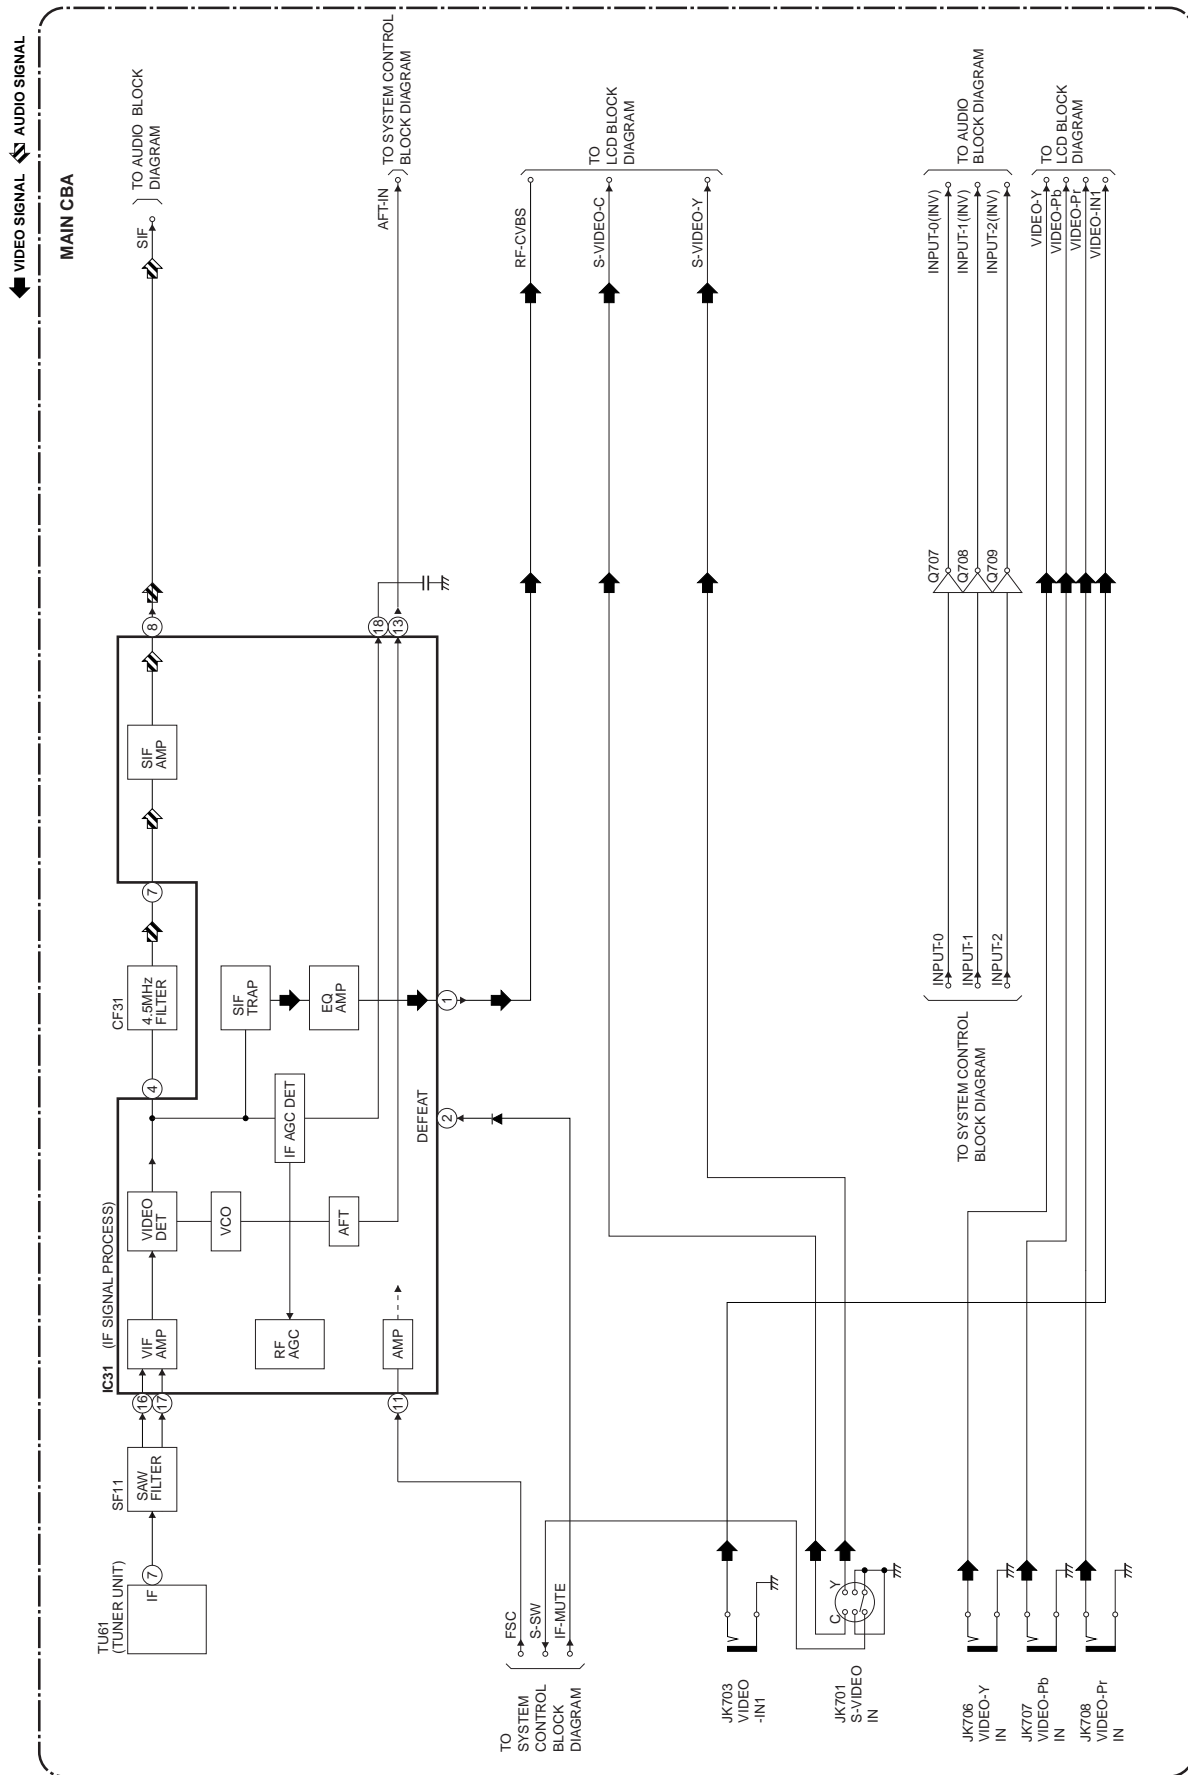 VIDEO SIGNAL
AUDIO SIGNAL
MAIN CBA
TU61
(TUNER UNIT)
IF
7
SF11
SAW
FILTER
16
17
IC31 (IF SIGNAL PROCESS)
VIF
AMP
VIDEO
DET
4
CF31
4.5MHz
FILTER
7
SIF
AMP
8
SIF
TO AUDIO BLOCK
DIAGRAM
VCO
SIF
TRAP
RF
AGC
IF AGC DET
AFT
EQ
AMP
11
AMP
DEFEAT
2
1
18
13
AFT-IN
TO SYSTEM CONTROL
BLOCK DIAGRAM
TO
SYSTEM
CONTROL
BLOCK
DIAGRAM
FSC
S-SW
IF-MUTE
RF-CVBS
S-VIDEO-C
S-VIDEO-Y
TO
LCD BLOCK
DIAGRAM
JK703
VIDEO
-IN1
JK701
S-VIDEO
IN
C
Y
TO SYSTEM CONTROL
BLOCK DIAGRAM
INPUT-0
INPUT-1
INPUT-2
Q707
Q708
Q709
INPUT-0(INV)
INPUT-1(INV)
INPUT-2(INV)
TO AUDIO
BLOCK DIAGRAM
JK706
VIDEO-Y
IN
JK707
VIDEO-Pb
IN
JK708
VIDEO-Pr
IN
VIDEO-Y
VIDEO-Pb
VIDEO-Pr
VIDEO-IN1
TO
LCD BLOCK
DIAGRAM